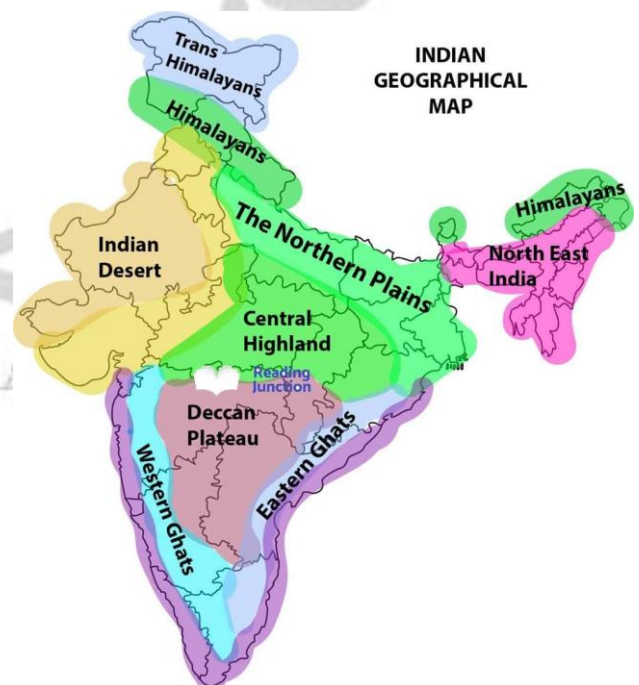 Trans
Himalayans
INDIAN
GEOGRAPHICAL
MAP
Himalayans
Himalayans
The Northern Plains
Indian
Desert
North East
India
Central
Highland
Reading
Junction
Deccan
Plateau
Western Ghats
Eastern Ghats